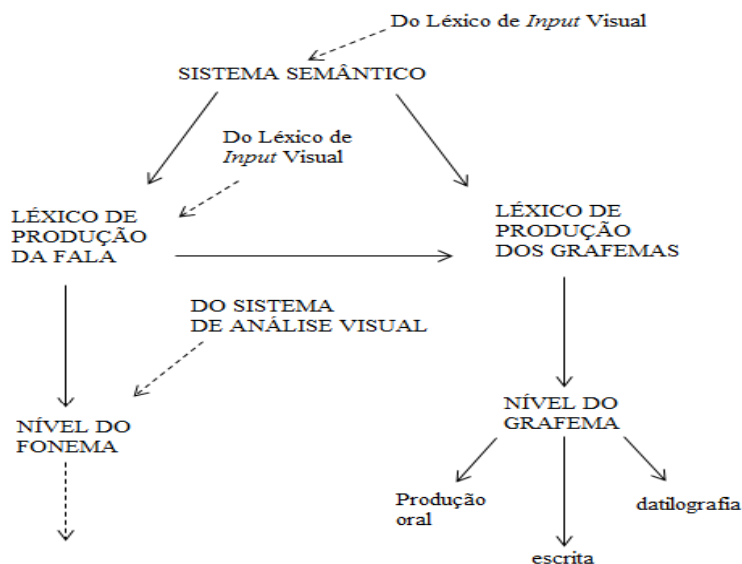 Do Léxico de Input Visual
SISTEMA SEMÂNTICO
Do Léxico de
Input Visual
LÉXICO DE
PRODUÇÃO
DA FALA
LÉXICO DE
PRODUÇÃO
DOS GRAFEMAS
DO SISTEMA
DE ANÁLISE VISUAL
NÍVEL DO
FONEMA
NÍVEL DO
GRAFEMA
Produção
oral
datilografia
escrita